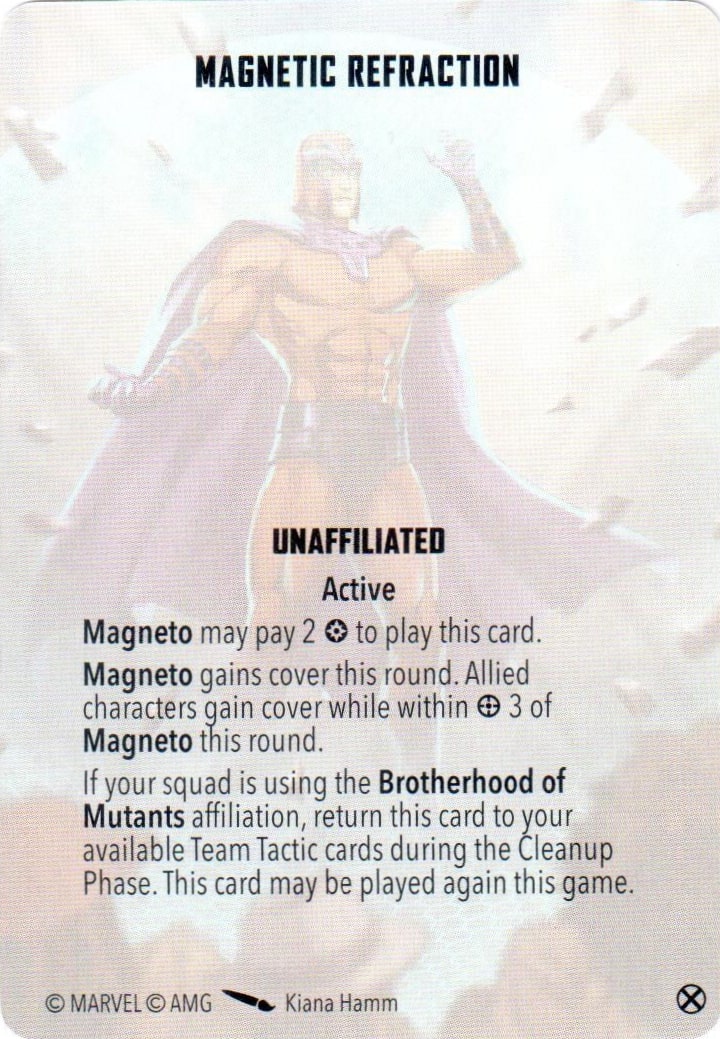 MAGNETIC REFRACTION
UNAFFILIATED
Active
Magneto may pay 2 to play this card.
Magneto gains cover this round. Allied
characters gain cover while within 3 of
Magneto this round.
If your squad is using the Brotherhood of
Mutants affiliation, return this card to your
available Team Tactic cards during the Cleanup
Phase. This card may be played again this game.
© MARVEL © AMG Kiana Hamm